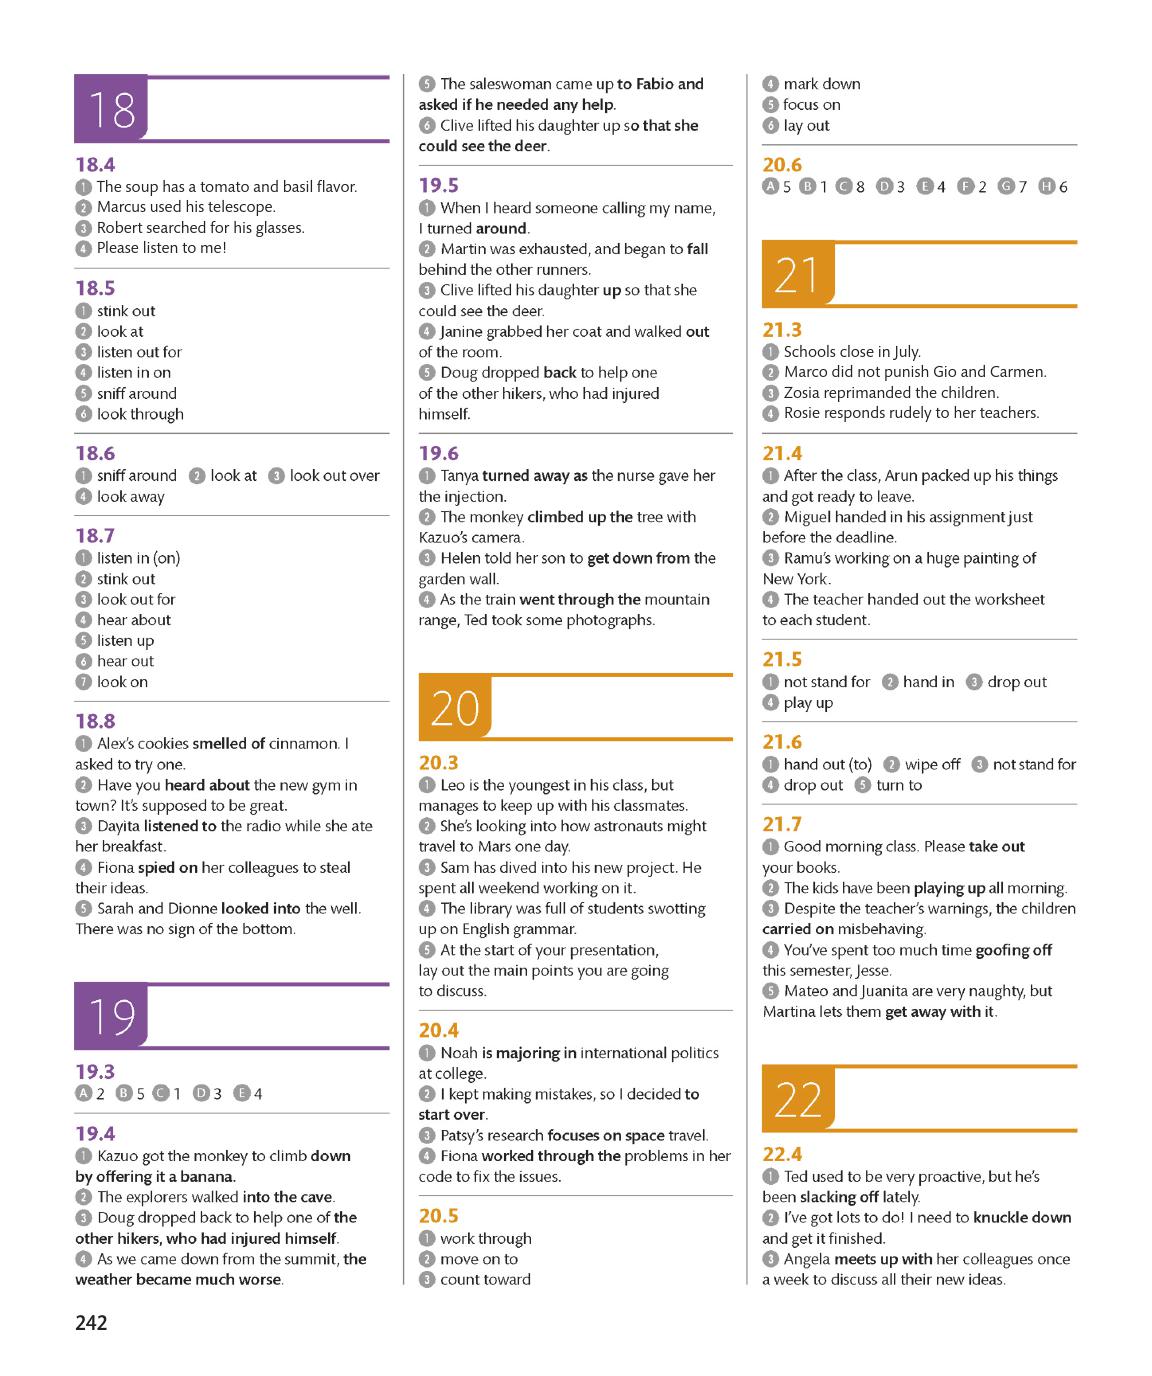 18
18.4
1 The soup has a tomato and basil flavor.
2 Marcus used his telescope.
3 Robert searched for his glasses.
4 Please listen to me!
18.5
1 stink out
2 look at
3 listen out for
4 listen in on
5 sniff around
6 look through
18.6
1 sniff around 2 look at 3 look out over
4 look away
18.7
1 listen in (on)
2 stink out
3 look out for
4 hear about
5 listen up
6 hear out
7 look on
18.8
1 Alex's cookies smelled of cinnamon. I
asked to try one.
2 Have you heard about the new gym in
town? It's supposed to be great.
3 Dayita listened to the radio while she ate
her breakfast.
4 Fiona spied on her colleagues to steal
their ideas.
5 Sarah and Dionne looked into the well.
There was no sign of the bottom.
19
19.3
A 2 B 5 C 1 D 3 E 4
19.4
1 Kazuo got the monkey to climb down
by offering it a banana.
2 The explorers walked into the cave.
3 Doug dropped back to help one of the
other hikers, who had injured himself.
4 As we came down from the summit, the
weather became much worse.
5 The saleswoman came up to Fabio and
asked if he needed any help.
6 Clive lifted his daughter up so that she
could see the deer.
19.5
1 When I heard someone calling my name,
I turned around.
2 Martin was exhausted, and began to fall
behind the other runners.
3 Clive lifted his daughter up so that she
could see the deer.
4 Janine grabbed her coat and walked out
of the room.
5 Doug dropped back to help one
of the other hikers, who had injured
himself.
19.6
1 Tanya turned away as the nurse gave her
the injection.
2 The monkey climbed up the tree with
Kazuo's camera.
3 Helen told her son to get down from the
garden wall.
4 As the train went through the mountain
range, Ted took some photographs.
20
20.3
1 Leo is the youngest in his class, but
manages to keep up with his classmates.
2 She's looking into how astronauts might
travel to Mars one day.
3 Sam has dived into his new project. He
spent all weekend working on it.
4 The library was full of students swotting
up on English grammar.
5 At the start of your presentation,
lay out the main points you are going
to discuss.
20.4
1 Noah is majoring in international politics
at college.
2 I kept making mistakes, so I decided to
start over.
3 Patsy's research focuses on space travel.
4 Fiona worked through the problems in her
code to fix the issues.
20.5
1 work through
2 move on to
3 count toward
4 mark down
5 focus on
6 lay out
20.6
A 5 B 1 C 8 D 3 E 4 F 2 G 7 H 6
21
21.3
1 Schools close in July.
2 Marco did not punish Gio and Carmen.
3 Zosia reprimanded the children.
4 Rosie responds rudely to her teachers.
21.4
1 After the class, Arun packed up his things
and got ready to leave.
2 Miguel handed in his assignment just
before the deadline.
3 Ramu's working on a huge painting of
New York.
4 The teacher handed out the worksheet
to each student.
21.5
1 not stand for 2 hand in 3 drop out
4 play up
21.6
1 hand out (to) 2 wipe off 3 not stand for
4 drop out 5 turn to
21.7
1 Good morning class. Please take out
your books.
2 The kids have been playing up all morning.
3 Despite the teacher's warnings, the children
carried on misbehaving.
4 You've spent too much time goofing off
this semester, Jesse.
5 Mateo and Juanita are very naughty, but
Martina lets them get away with it.
22
22.4
1 Ted used to be very proactive, but he's
been slacking off lately.
2 I've got lots to do! I need to knuckle down
and get it finished.
3 Angela meets up with her colleagues once
a week to discuss all their new ideas.
242